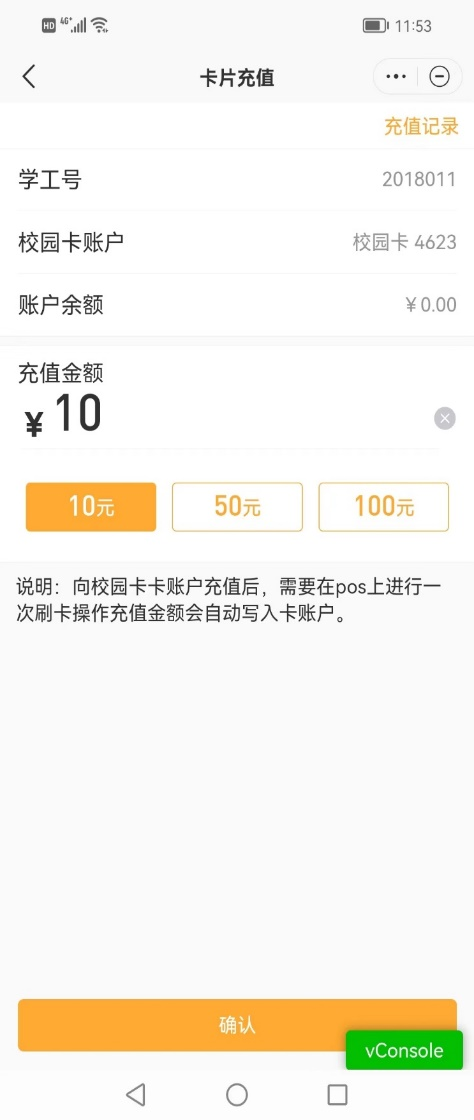 HD 4G+ 11:53
卡片充值
充值记录
学工号 2018011
校园卡账户 校园卡 4623
账户余额 ¥0.00
充值金额
¥ 10
10元 50元 100元
说明：向校园卡卡账户充值后，需要在pos上进行一
次刷卡操作充值金额会自动写入卡账户。
确认
vConsole